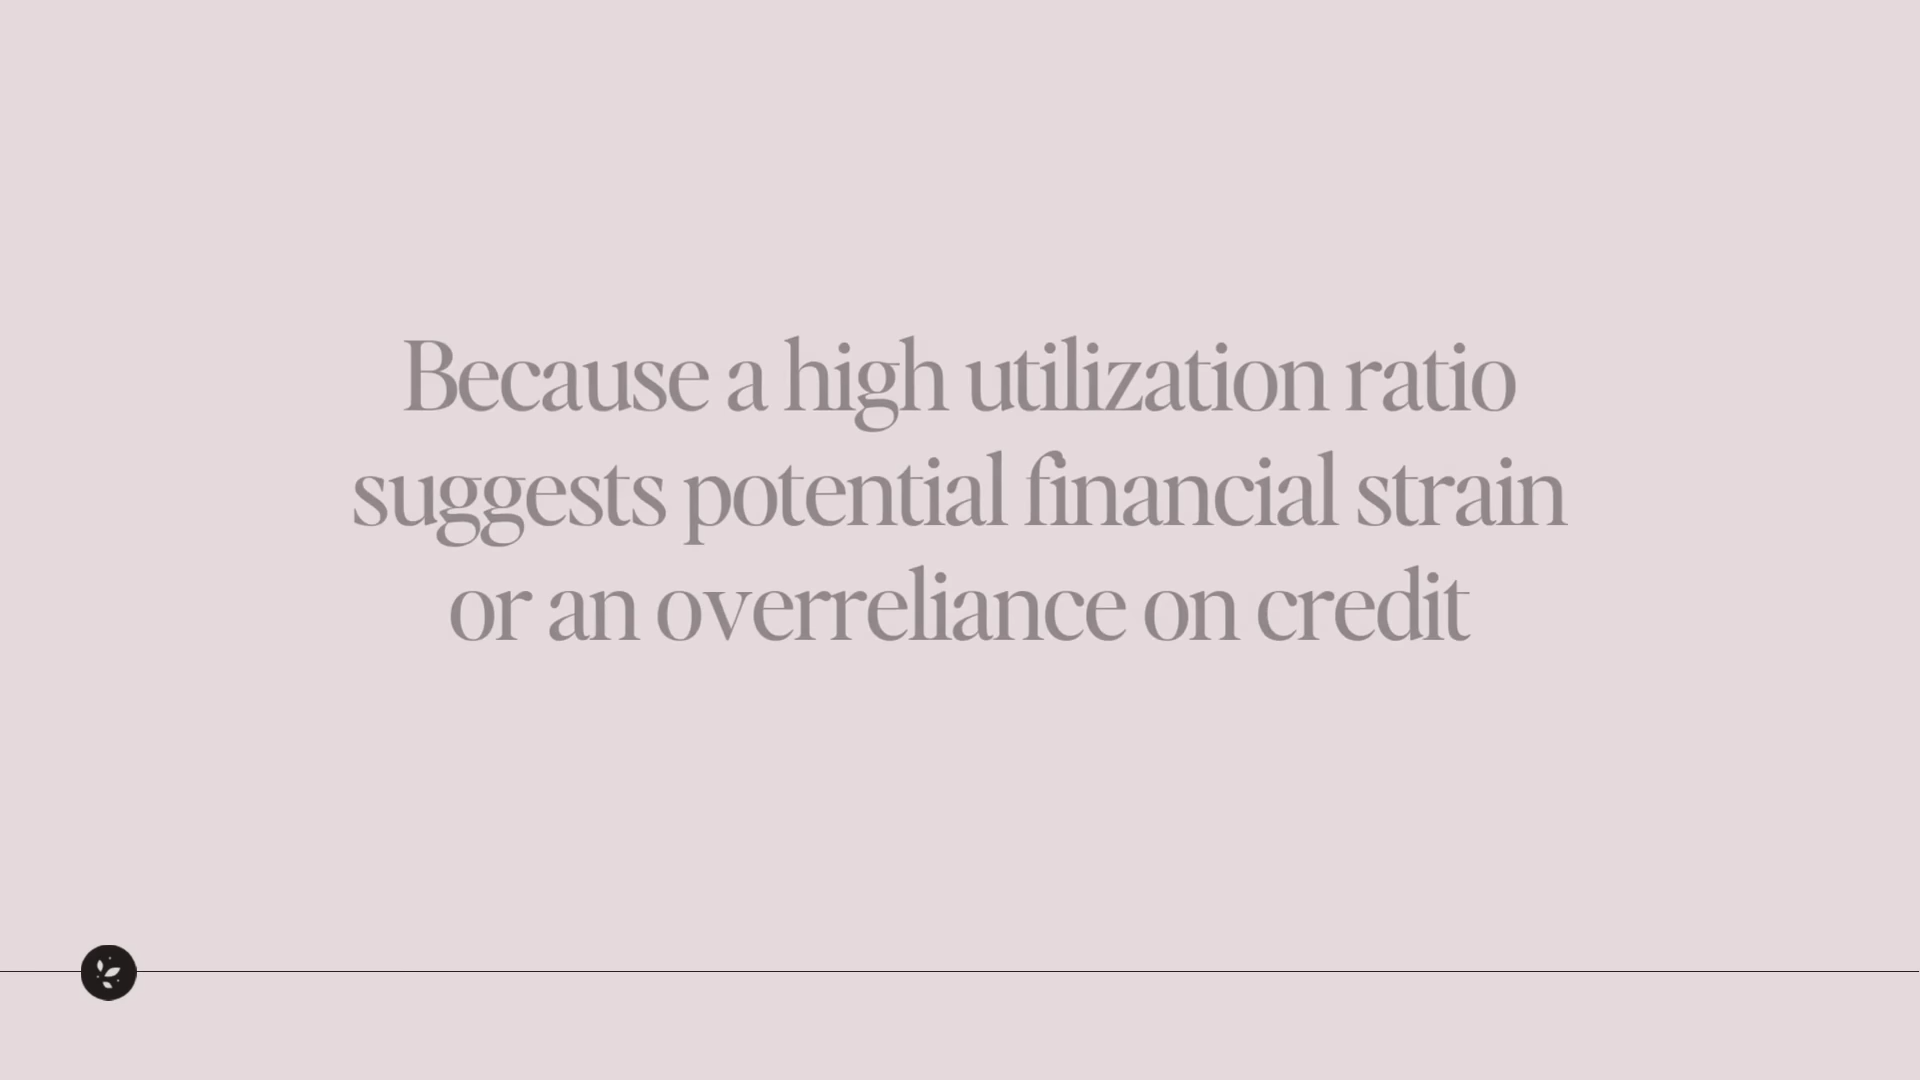 Because a high utilization ratio
suggests potential financial strain
or an overreliance on credit